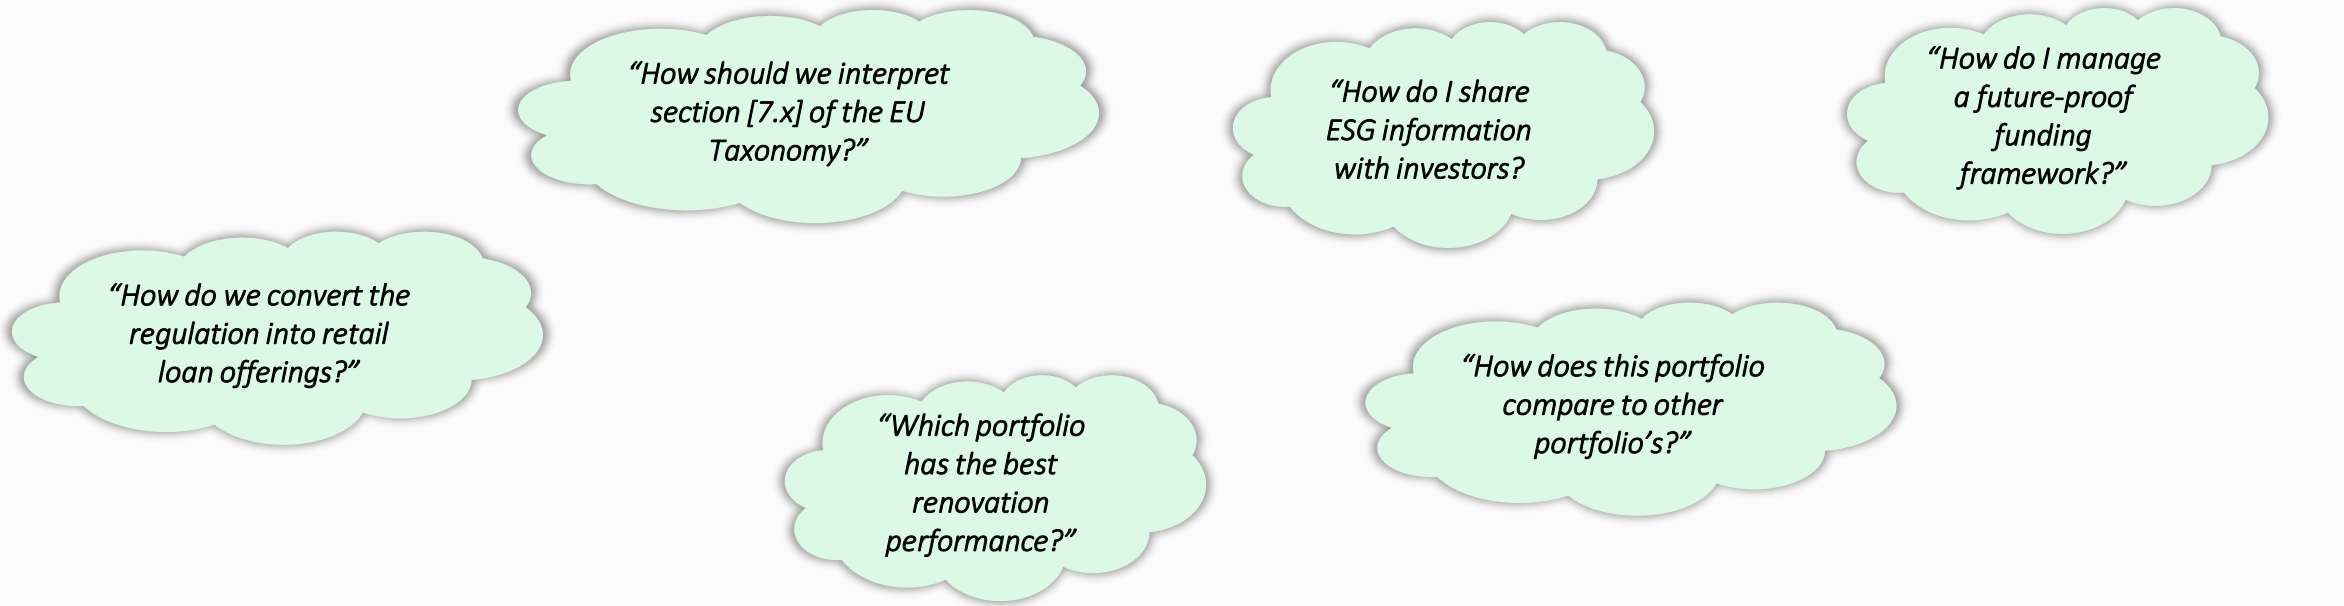 “How should we interpret
section [7.x] of the EU
Taxonomy?”
“How do I share
ESG information
with investors?
“How do I manage
a future-proof
funding
framework?”
“How do we convert the
regulation into retail
loan offerings?”
“Which portfolio
has the best
renovation
performance?”
“How does this portfolio
compare to other
portfolio’s?”